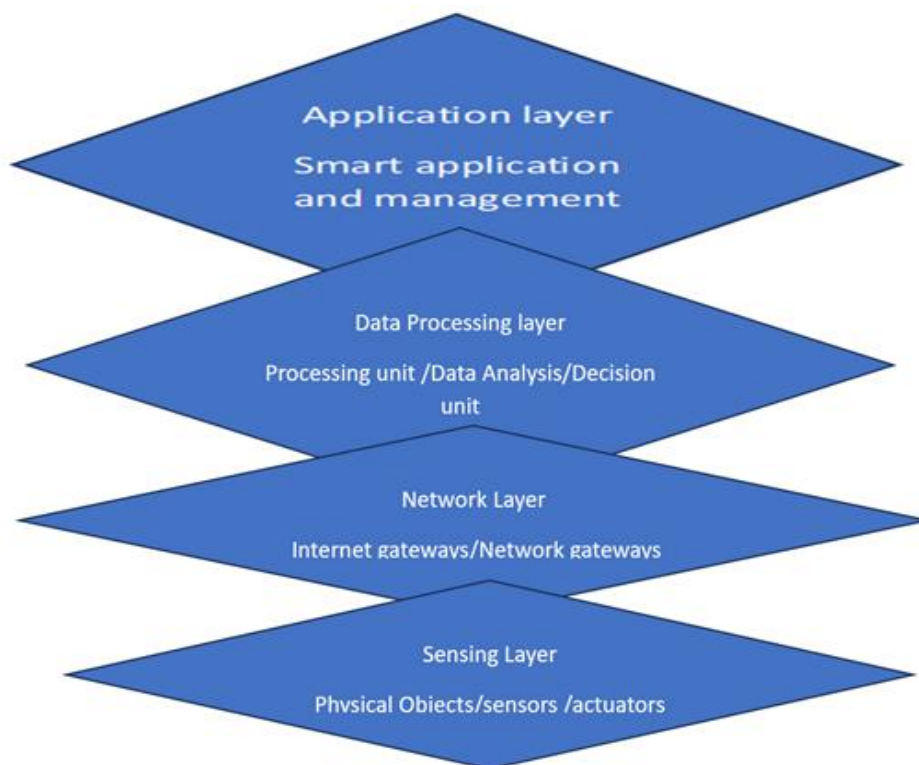 Application layer
Smart application
and management
Data Processing layer
Processing unit /Data Analysis/Decision
unit
Network Layer
Internet gateways/Network gateways
Sensing Layer
Physical Objects/sensors /actuators